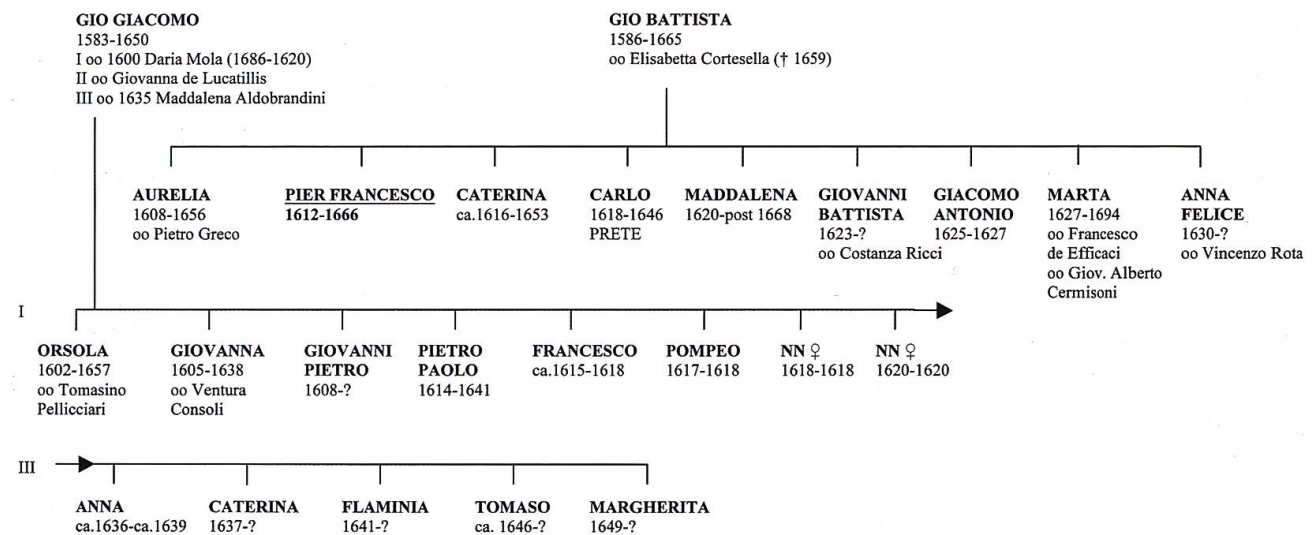 GIO GIACOMO
1583-1650
I oo 1600 Daria Mola (1686-1620)
II oo Giovanna de Lucatillis
III oo 1635 Maddalena Aldobrandini
GIO BATTISTA
1586-1665
oo Elisabetta Cortesella († 1659)
AURELIA
1608-1656
oo Pietro Greco
PIER FRANCESCO
1612-1666
CATERINA
ca.1616-1653
CARLO
1618-1646
PRETE
MADDALENA
1620-post 1668
GIOVANNI
BATTISTA
1623-?
oo Costanza Ricci
GIACOMO
ANTONIO
1625-1627
MARTA
1627-1694
oo Francesco
de Efficaci
oo Giov. Alberto
Cermisoni
ANNA
FELICE
1630-?
oo Vincenzo Rota
I
ORSOLA
1602-1657
oo Tomasino
Pellicciari
GIOVANNA
1605-1638
oo Ventura
Consoli
GIOVANNI
PIETRO
1608-?
PIETRO
PAOLO
1614-1641
FRANCESCO
ca.1615-1618
POMPEO
1617-1618
NN ♀
1618-1618
NN ♀
1620-1620
III
ANNA
ca.1636-ca.1639
CATERINA
1637-?
FLAMINIA
1641-?
TOMASO
ca. 1646-?
MARGHERITA
1649-?